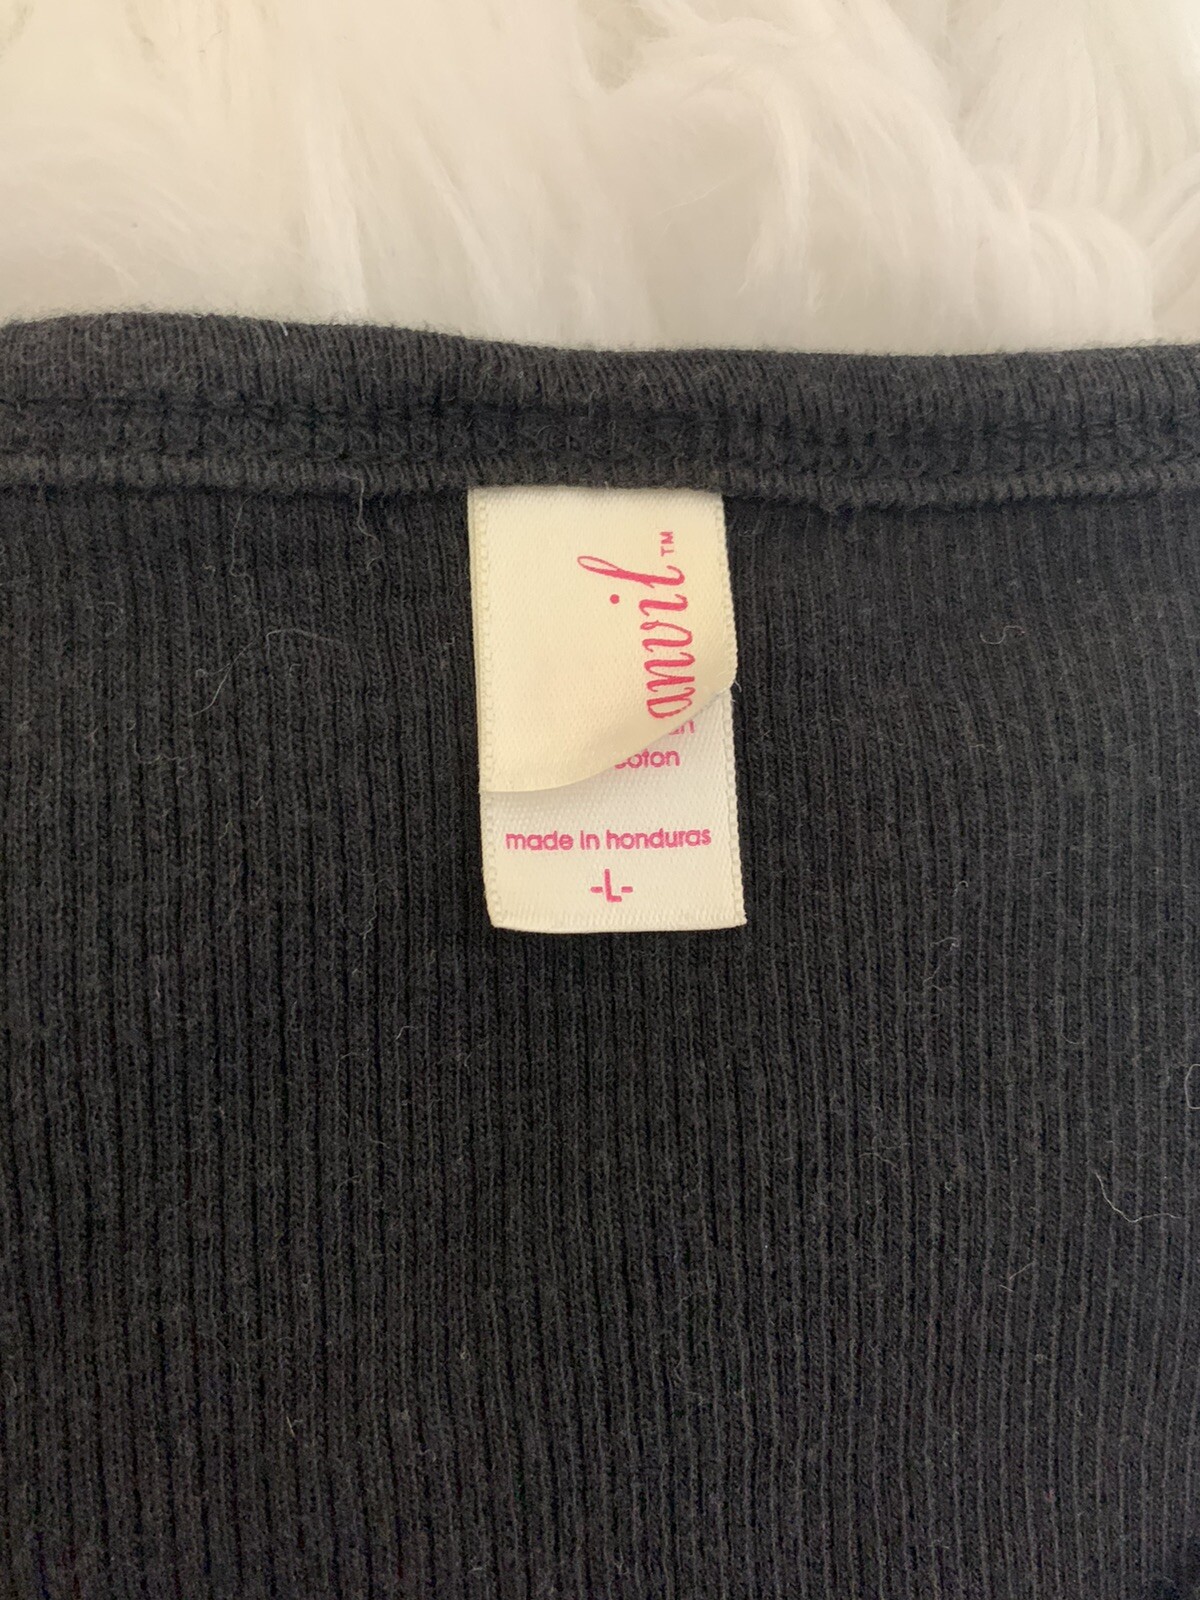 anvil™
made in honduras
-L-